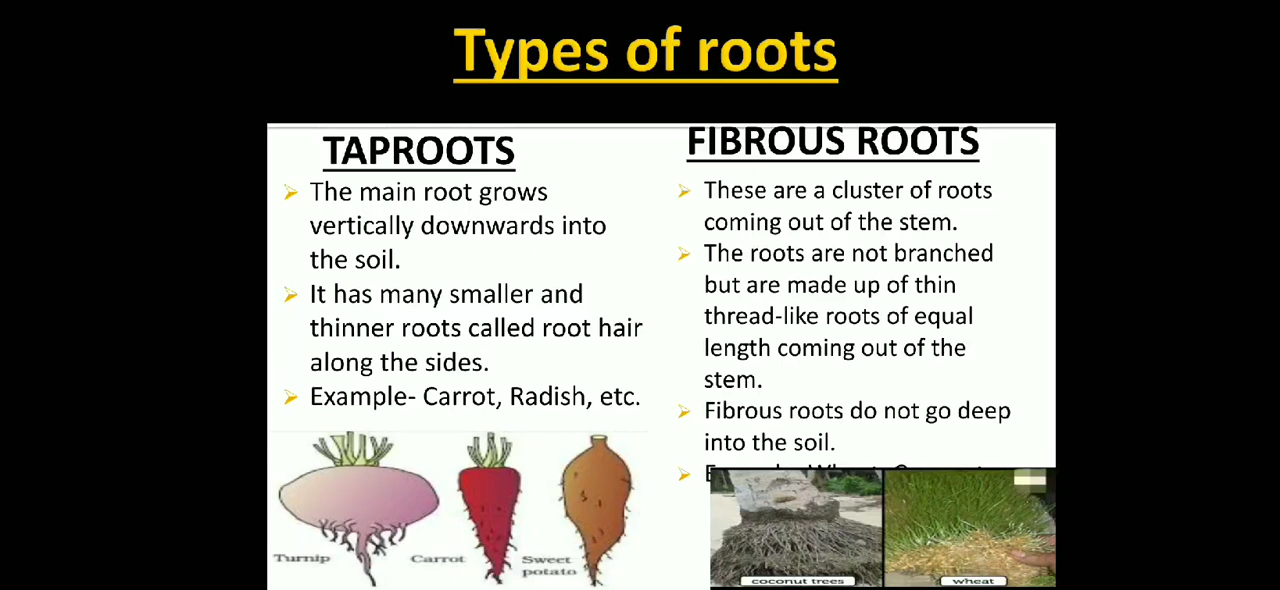 Types of roots
TAPROOTS
The main root grows
vertically downwards into
the soil.
It has many smaller and
thinner roots called root hair
along the sides.
Example- Carrot, Radish, etc.
Turnip
Carrot
Sweet
potato
FIBROUS ROOTS
These are a cluster of roots
coming out of the stem.
The roots are not branched
but are made up of thin
thread-like roots of equal
length coming out of the
stem.
Fibrous roots do not go deep
into the soil.
coconut trees
wheat